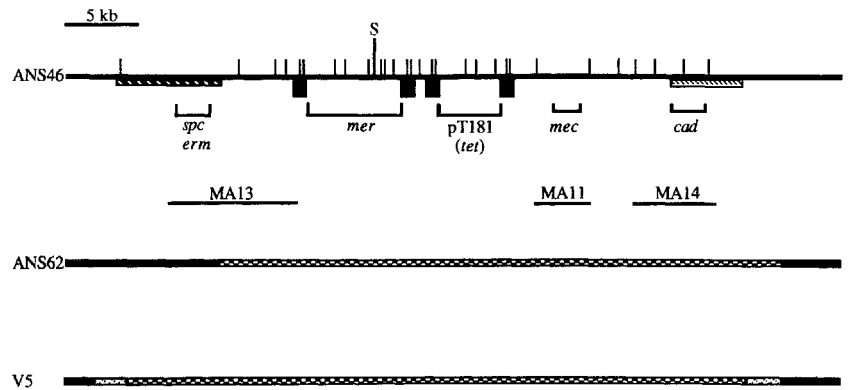 5 kb
S
ANS46
spc
erm
mer
pT181
(tet)
mec
cad
MA13
MA11
MA14
ANS62
V5